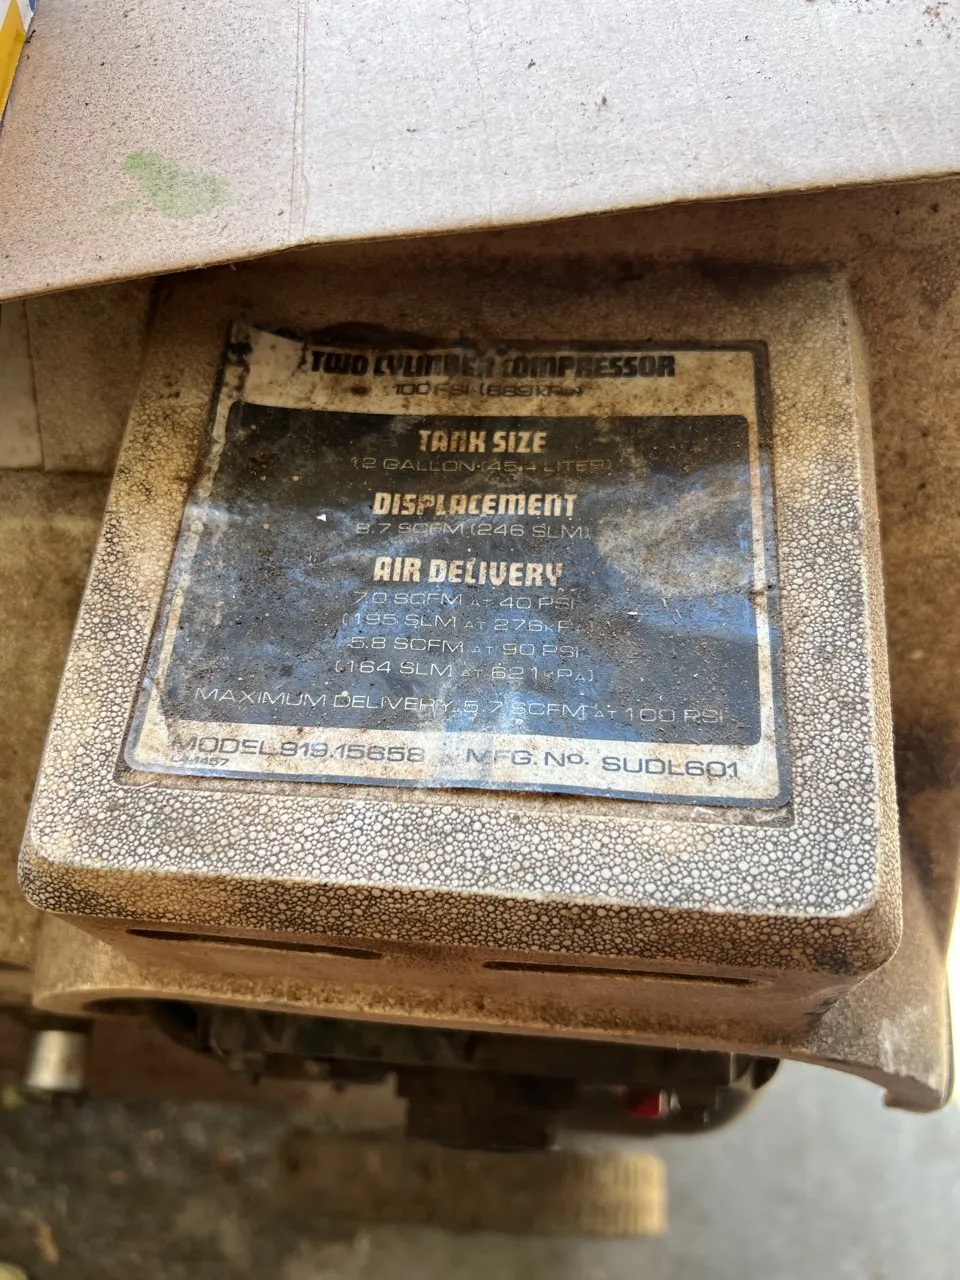 TWO CYLINDER COMPRESSOR
100 PSI (689 KPA)
TANK SIZE
12 GALLON (45.4 LITER)
DISPLACEMENT
8.7 SCFM (246 SLM)
AIR DELIVERY
7.0 SCFM AT 40 PSI
(195 SLM AT 276 KPA)
5.8 SCFM AT 90 PSI
(164 SLM AT 621 KPA)
MAXIMUM DELIVERY 5.7 SCFM AT 100 PSI
MODEL 919.15658 MFG. No. SUDL601
LA-1457